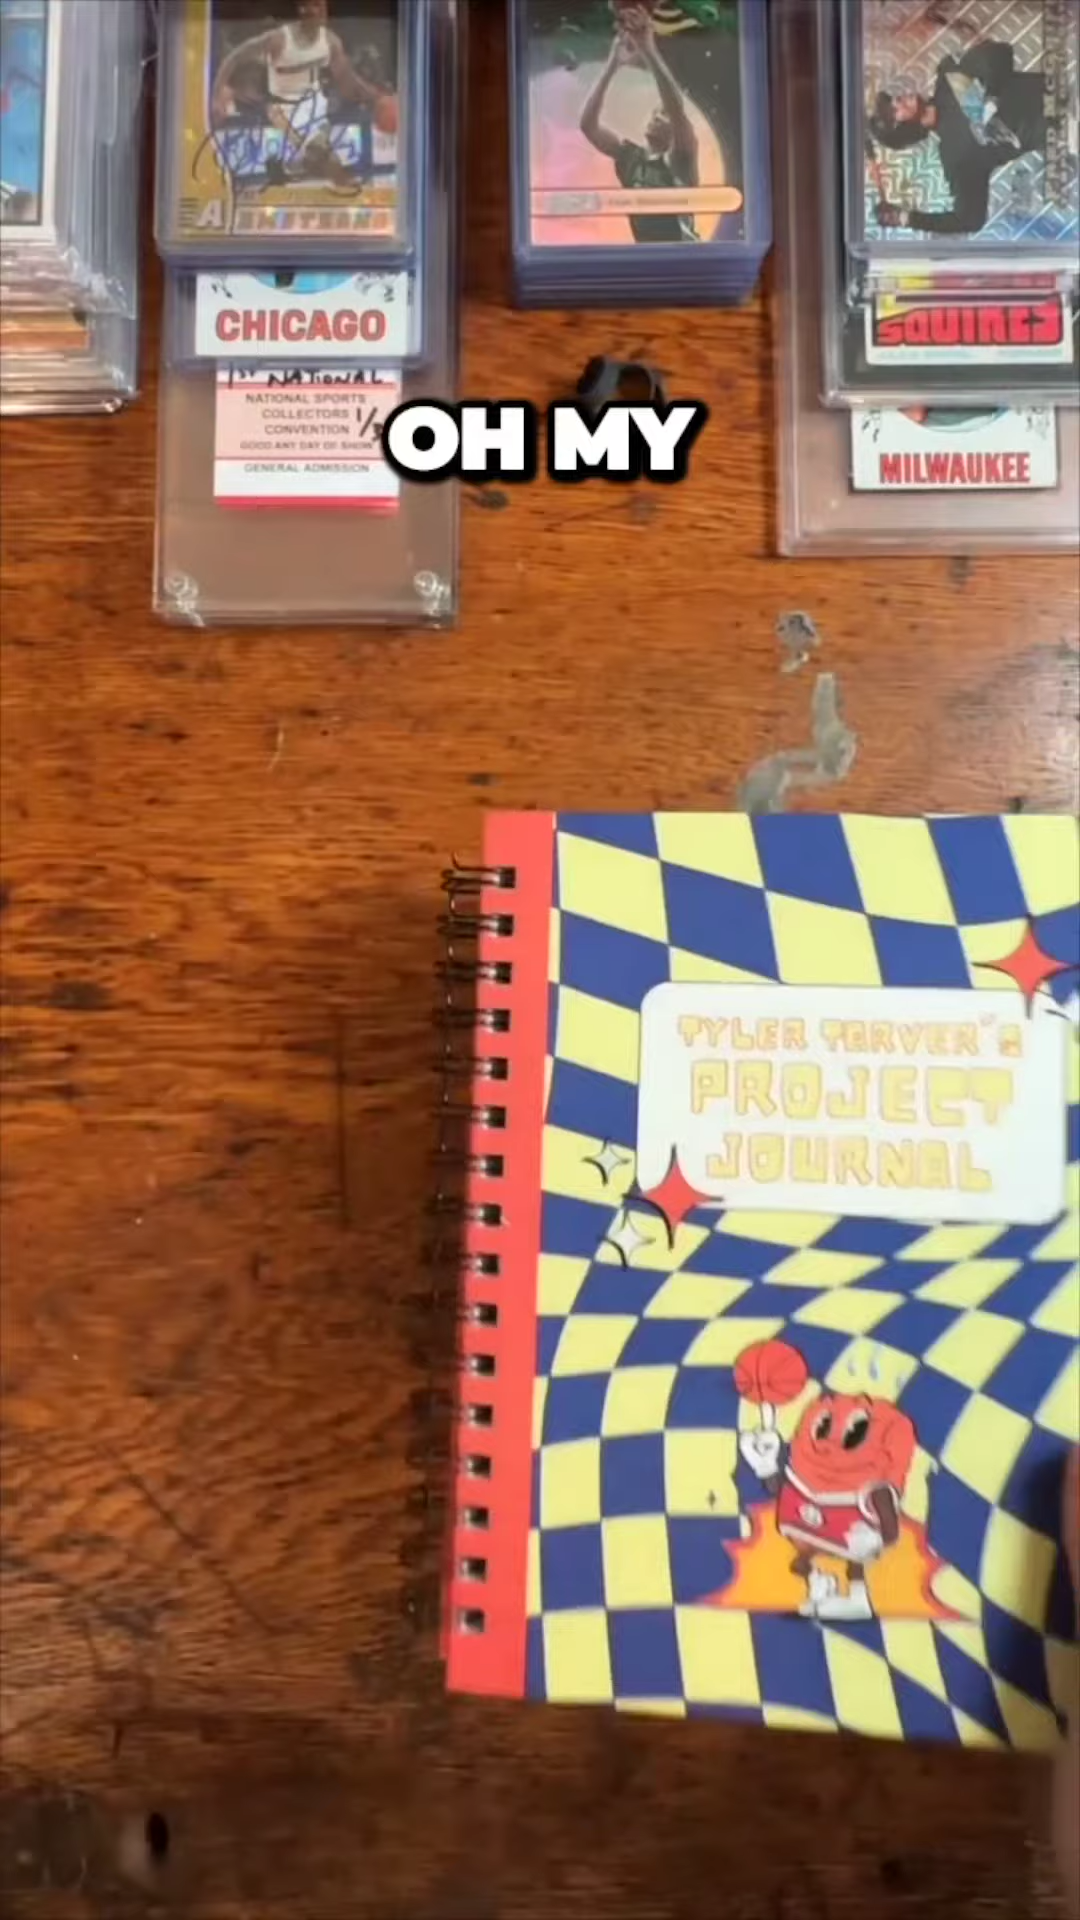 CHICAGO
1st NATIONAL
NATIONAL SPORTS
COLLECTORS
CONVENTION
GOOD ANY DAY OF SHOW
GENERAL ADMISSION
SQUIRES
MILWAUKEE
OH MY
TYLER TARVER'S
PROJECT
JOURNAL